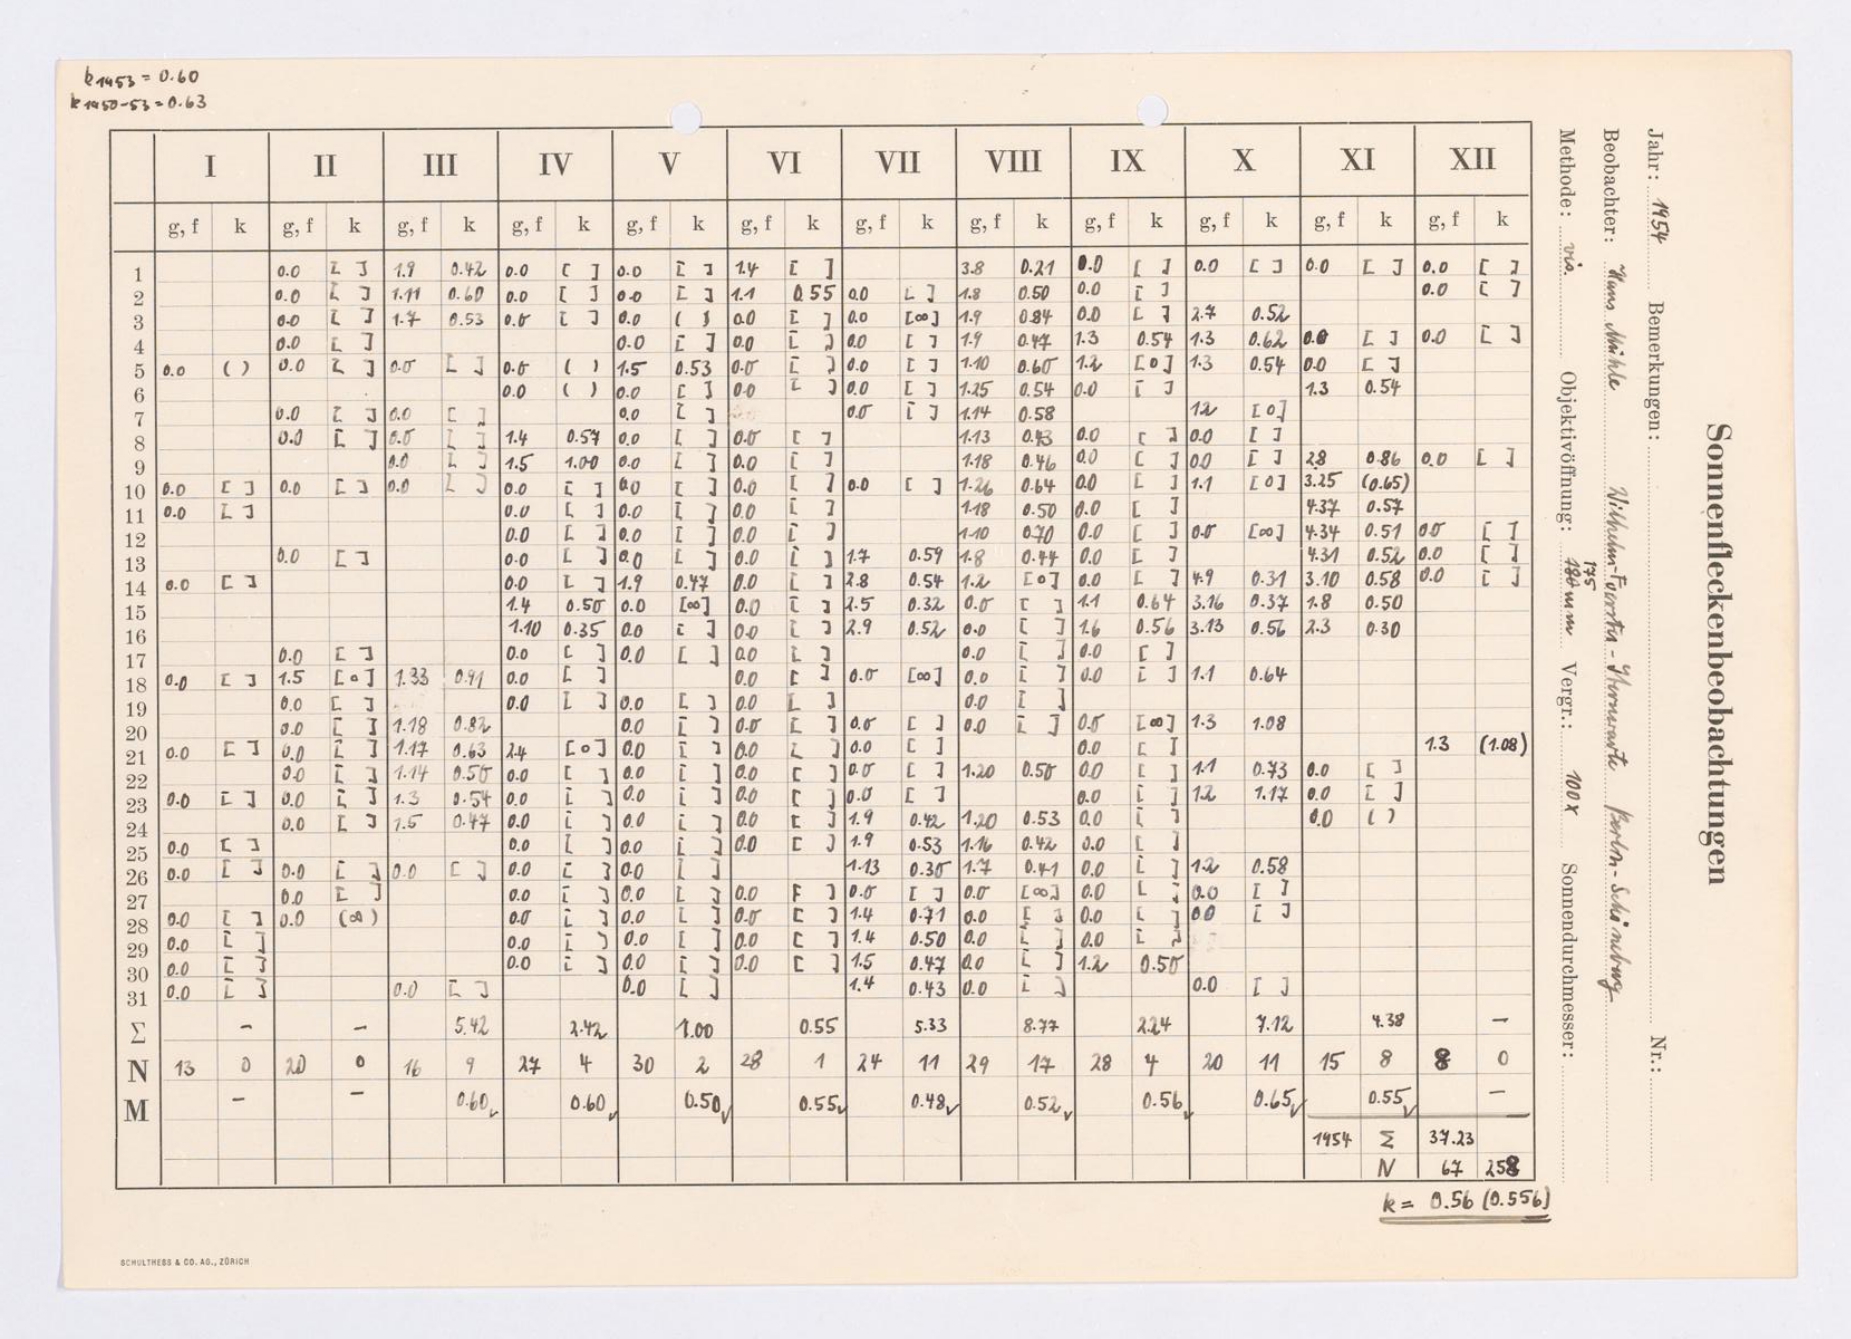 k 1953 = 0.60
k 1950-53 = 0.63
I II III IV V VI VII VIII IX X XI XII
g, f k g, f k g, f k g, f k g, f k g, f k g, f k g, f k g, f k g, f k g, f k g, f k
1 0.0 [ ] 1.9 0.42 0.0 [ ] 0.0 [ ] 1.4 [ ] 3.8 0.21 0.0 [ ] 0.0 [ ] 0.0 [ ] 0.0 [ ]
2 0.0 [ ] 1.11 0.60 0.0 [ ] 0.0 [ ] 1.1 0.55 0.0 [ ] 1.8 0.50 0.0 [ ] 0.0 [ ]
3 0.0 [ ] 1.7 0.53 0.0 [ ] 0.0 ( ) 0.0 [ ] 0.0 [∞] 1.9 0.84 0.0 [ ] 2.7 0.52
4 0.0 [ ] 0.0 [ ] 0.0 [ ] 0.0 [ ] 1.9 0.47 1.3 0.54 1.3 0.62 0.0 [ ] 0.0 [ ]
5 0.0 ( ) 0.0 [ ] 0.0 [ ] 0.0 ( ) 1.5 0.53 0.0 [ ] 0.0 [ ] 1.10 0.60 1.2 [0] 1.3 0.54 0.0 [ ]
6 0.0 ( ) 0.0 [ ] 0.0 [ ] 0.0 [ ] 1.25 0.54 0.0 [ ] 1.3 0.54
7 0.0 [ ] 0.0 [ ] 0.0 [ ] 0.0 [ ] 1.14 0.58 1.2 [0]
8 0.0 [ ] 0.0 [ ] 1.4 0.57 0.0 [ ] 0.0 [ ] 1.13 0.43 0.0 [ ] 0.0 [ ]
9 0.0 [ ] 1.5 1.00 0.0 [ ] 0.0 [ ] 1.18 0.46 0.0 [ ] 0.0 [ ] 2.8 0.86 0.0 [ ]
10 0.0 [ ] 0.0 [ ] 0.0 [ ] 0.0 [ ] 0.0 [ ] 0.0 [ ] 0.0 [ ] 1.26 0.64 0.0 [ ] 1.1 [0] 3.25 (0.65)
11 0.0 [ ] 0.0 [ ] 0.0 [ ] 0.0 [ ] 1.18 0.50 0.0 [ ] 4.37 0.57
12 0.0 [ ] 0.0 [ ] 0.0 [ ] 1.10 0.70 0.0 [ ] 0.0 [∞] 4.34 0.51 0.0 [ ]
13 0.0 [ ] 0.0 [ ] 0.0 [ ] 0.0 [ ] 1.7 0.59 1.8 0.44 0.0 [ ] 4.31 0.52 0.0 [ ]
14 0.0 [ ] 0.0 [ ] 1.9 0.47 0.0 [ ] 2.8 0.54 1.2 [0] 0.0 [ ] 4.9 0.31 3.10 0.58 0.0 [ ]
15 1.4 0.50 0.0 [∞] 0.0 [ ] 2.5 0.32 0.0 [ ] 1.1 0.64 3.16 0.37 1.8 0.50
16 1.10 0.35 0.0 [ ] 0.0 [ ] 2.9 0.52 0.0 [ ] 1.6 0.56 3.13 0.56 2.3 0.30
17 0.0 [ ] 0.0 [ ] 0.0 [ ] 0.0 [ ] 0.0 [ ] 0.0 [ ]
18 0.0 [ ] 1.5 [0] 1.33 0.91 0.0 [ ] 0.0 [ ] 0.0 [∞] 0.0 [ ] 0.0 [ ] 1.1 0.64
19 0.0 [ ] 0.0 [ ] 0.0 [ ] 0.0 [ ] 0.0 [ ]
20 0.0 [ ] 1.18 0.82 0.0 [ ] 0.0 [ ] 0.0 [ ] 0.0 [ ] 0.0 [∞] 1.3 1.08
21 0.0 [ ] 0.0 [ ] 1.17 0.63 2.4 [0] 0.0 [ ] 0.0 [ ] 0.0 [ ] 0.0 [ ] 1.3 (1.08)
22 0.0 [ ] 1.14 0.50 0.0 [ ] 0.0 [ ] 0.0 [ ] 0.0 [ ] 1.20 0.50 0.0 [ ] 1.1 0.73 0.0 [ ]
23 0.0 [ ] 0.0 [ ] 1.3 0.54 0.0 [ ] 0.0 [ ] 0.0 [ ] 0.0 [ ] 0.0 [ ] 1.2 1.17 0.0 [ ]
24 0.0 [ ] 1.5 0.47 0.0 [ ] 0.0 [ ] 0.0 [ ] 1.9 0.42 1.20 0.53 0.0 [ ] 0.0 ( )
25 0.0 [ ] 0.0 [ ] 0.0 [ ] 0.0 [ ] 1.9 0.53 1.16 0.42 0.0 [ ]
26 0.0 [ ] 0.0 [ ] 0.0 [ ] 0.0 [ ] 0.0 [ ] 1.13 0.30 1.7 0.41 0.0 [ ] 1.2 0.58
27 0.0 [ ] 0.0 [ ] 0.0 [ ] 0.0 [ ] 0.0 [ ] 0.0 [∞] 0.0 [ ] 0.0 [ ]
28 0.0 [ ] 0.0 (∞) 0.0 [ ] 0.0 [ ] 0.0 [ ] 1.4 0.71 0.0 [ ] 0.0 [ ] 0.0 [ ]
29 0.0 [ ] 0.0 [ ] 0.0 [ ] 0.0 [ ] 1.4 0.50 0.0 [ ] 0.0 [ ]
30 0.0 [ ] 0.0 [ ] 0.0 [ ] 0.0 [ ] 1.5 0.47 0.0 [ ] 1.2 0.50
31 0.0 [ ] 0.0 [ ] 0.0 [ ] 1.4 0.43 0.0 [ ] 0.0 [ ]
Σ – – 5.42 2.42 1.00 0.55 5.33 8.77 2.24 7.12 4.38 –
N 13 0 20 0 16 9 27 4 30 2 28 1 24 11 29 17 28 4 20 11 15 8 8 0
M – – 0.60 0.60 0.50 0.55 0.48 0.52 0.56 0.65 0.55 –
1954 Σ 37.23
N 67 258
k = 0.56 (0.556)
SCHULTHESS & CO. AG., ZÜRICH
Sonnenfleckenbeobachtungen
Jahr: 1954 Bemerkungen: Nr.:
Beobachter: Hans Mühle Wilhelm-Foerster-Sternwarte Berlin-Schöneberg
Methode: vis. Objektivöffnung: 180 mm 175 Vergr.: 100x Sonnendurchmesser: